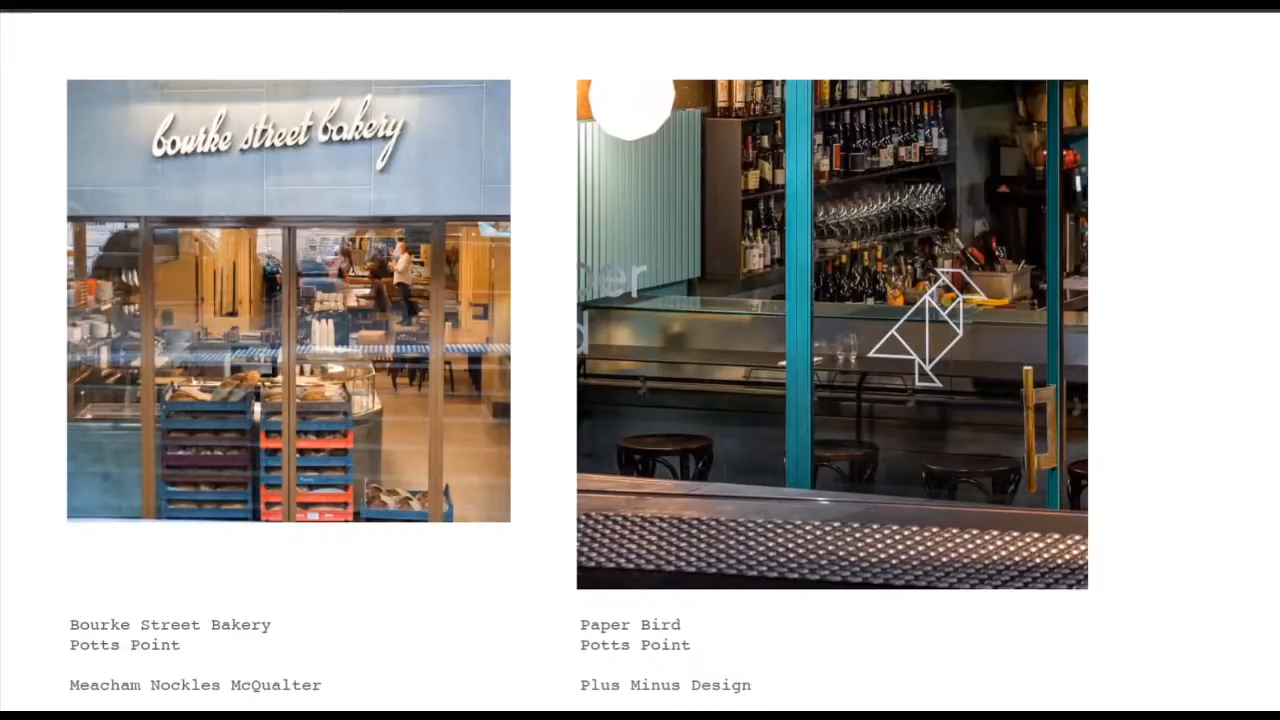 bourke street bakery
Bourke Street Bakery
Potts Point
Meacham Nockles McQualter
Paper Bird
Potts Point
Plus Minus Design